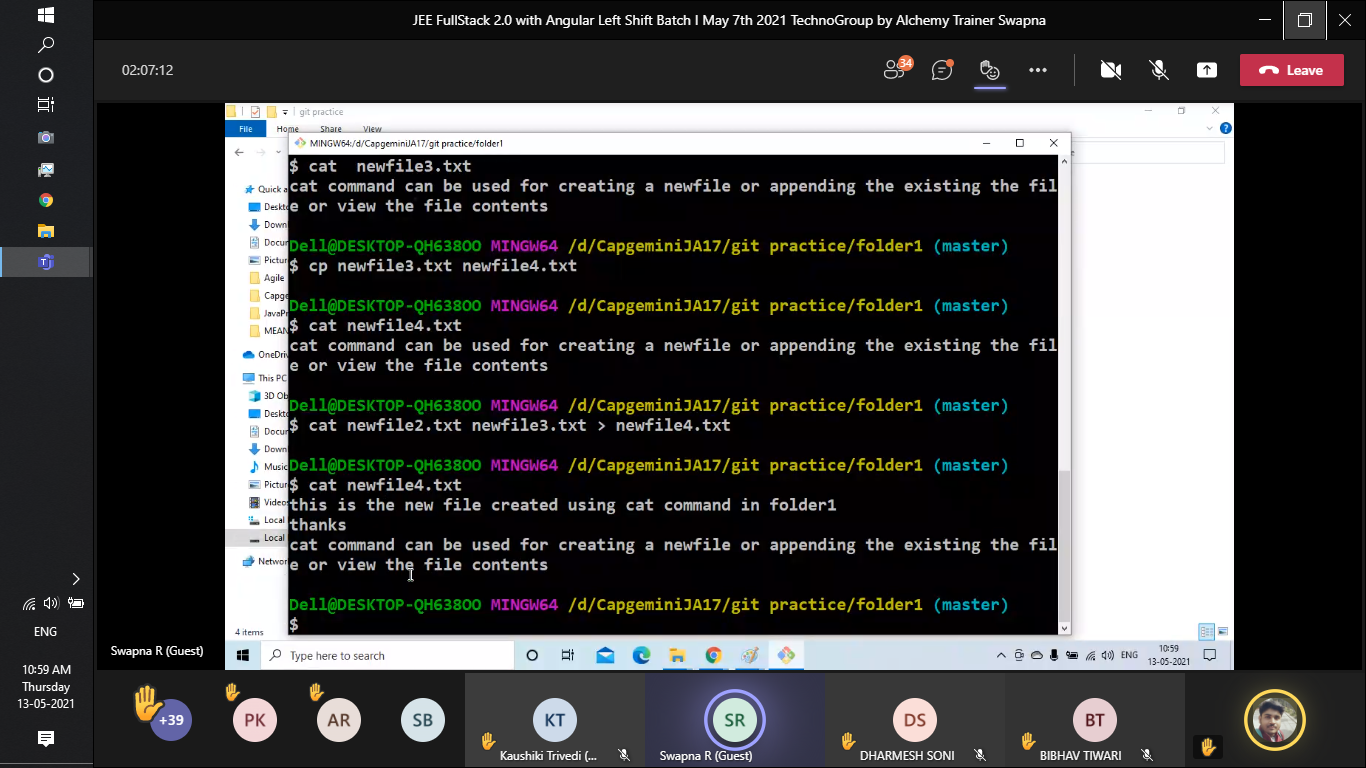 JEE FullStack 2.0 with Angular Left Shift Batch I May 7th 2021 TechnoGroup by Alchemy Trainer Swapna
02:07:12
34
Leave
git practice
File Home Share View
MINGW64:/d/CapgeminiJA17/git practice/folder1
$ cat  newfile3.txt
cat command can be used for creating a newfile or appending the existing the fil
e or view the file contents
Dell@DESKTOP-QH638OO MINGW64 /d/CapgeminiJA17/git practice/folder1 (master)
$ cp newfile3.txt newfile4.txt
Dell@DESKTOP-QH638OO MINGW64 /d/CapgeminiJA17/git practice/folder1 (master)
$ cat newfile4.txt
cat command can be used for creating a newfile or appending the existing the fil
e or view the file contents
Dell@DESKTOP-QH638OO MINGW64 /d/CapgeminiJA17/git practice/folder1 (master)
$ cat newfile2.txt newfile3.txt > newfile4.txt
Dell@DESKTOP-QH638OO MINGW64 /d/CapgeminiJA17/git practice/folder1 (master)
$ cat newfile4.txt
this is the new file created using cat command in folder1
thanks
cat command can be used for creating a newfile or appending the existing the fil
e or view the file contents
Dell@DESKTOP-QH638OO MINGW64 /d/CapgeminiJA17/git practice/folder1 (master)
$
Quick a
Deskto
Down
Docur
Pictur
Agile
Capge
JavaPr
MEAN
OneDriv
This PC
3D Ob
Deskto
Docur
Down
Music
Pictur
Videos
Local
Local
Networ
4 items
Type here to search
ENG
10:59
13-05-2021
Swapna R (Guest)
ENG
10:59 AM
Thursday
13-05-2021
+39
PK
AR
SB
KT
Kaushiki Trivedi (...
SR
Swapna R (Guest)
DS
DHARMESH SONI
BT
BIBHAV TIWARI